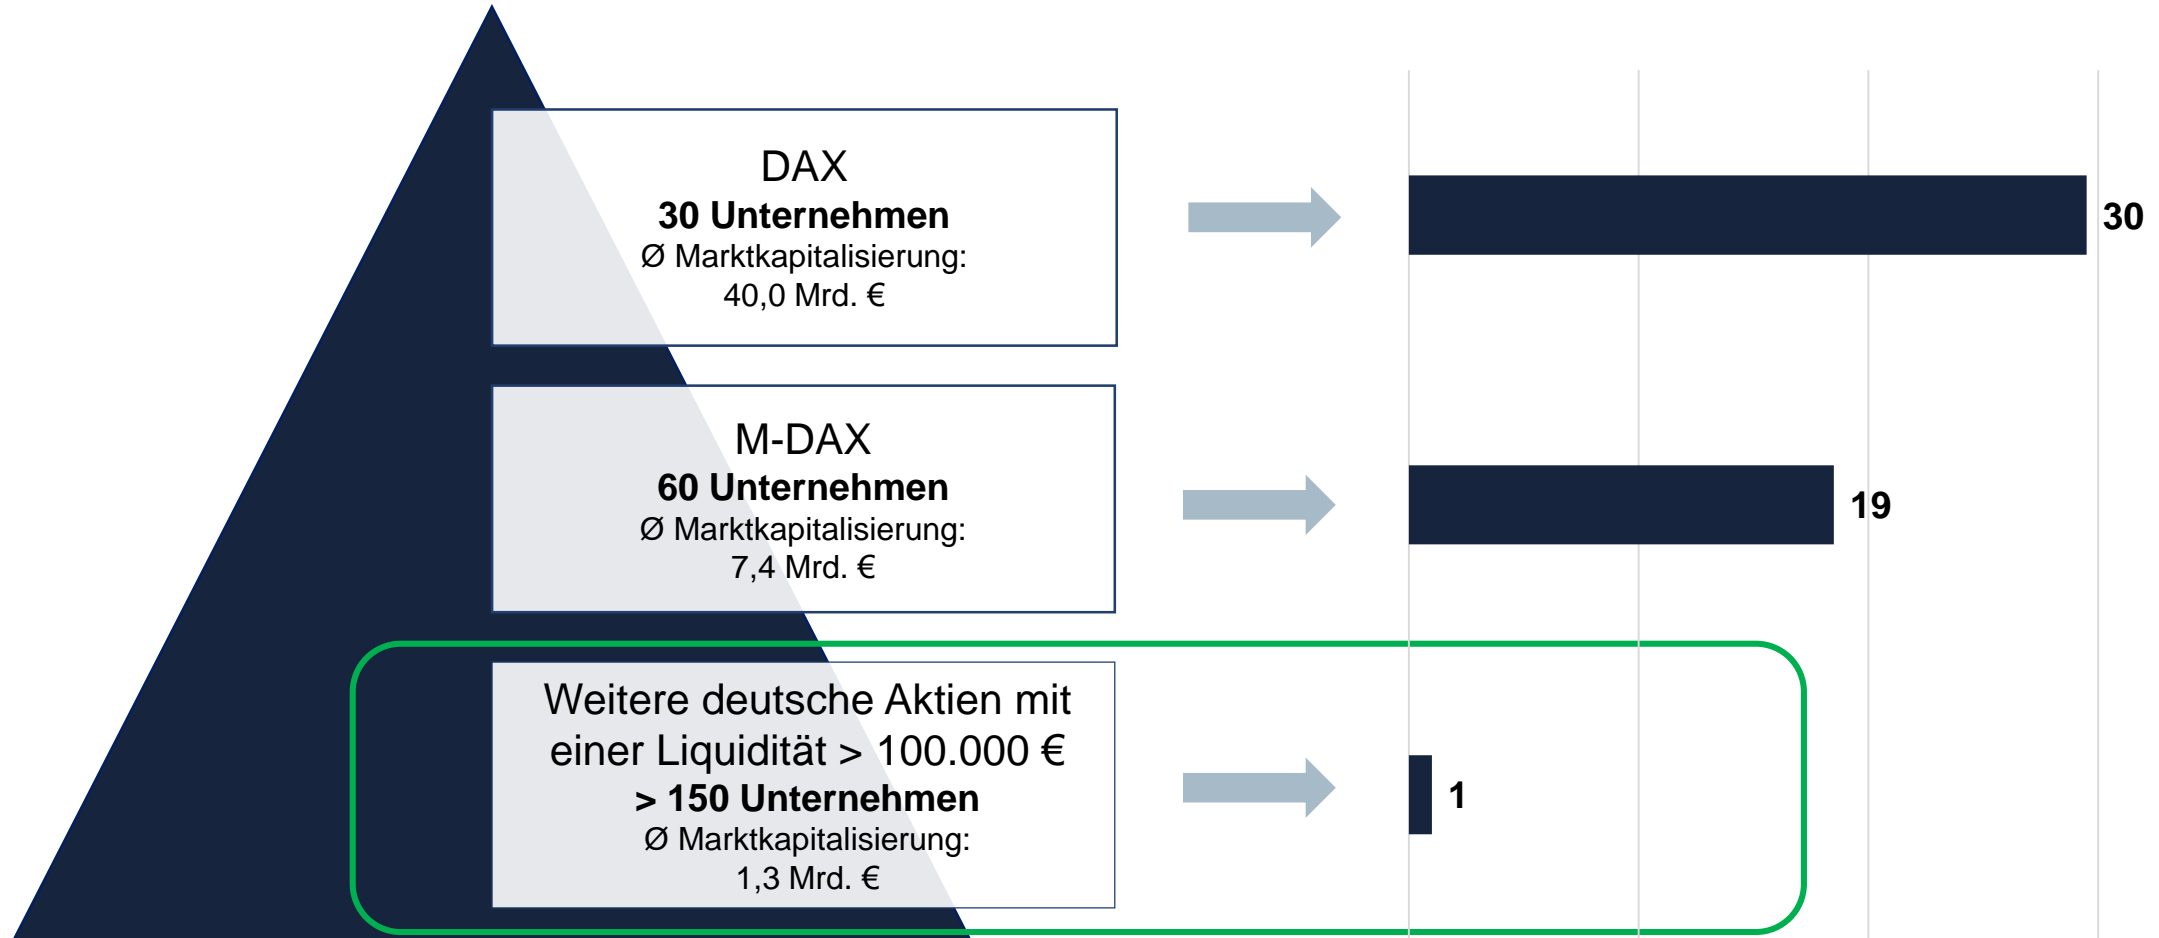 DAX
30 Unternehmen
Ø Marktkapitalisierung:
40,0 Mrd. €
30
M-DAX
60 Unternehmen
Ø Marktkapitalisierung:
7,4 Mrd. €
19
Weitere deutsche Aktien mit
einer Liquidität > 100.000 €
> 150 Unternehmen
Ø Marktkapitalisierung:
1,3 Mrd. €
1